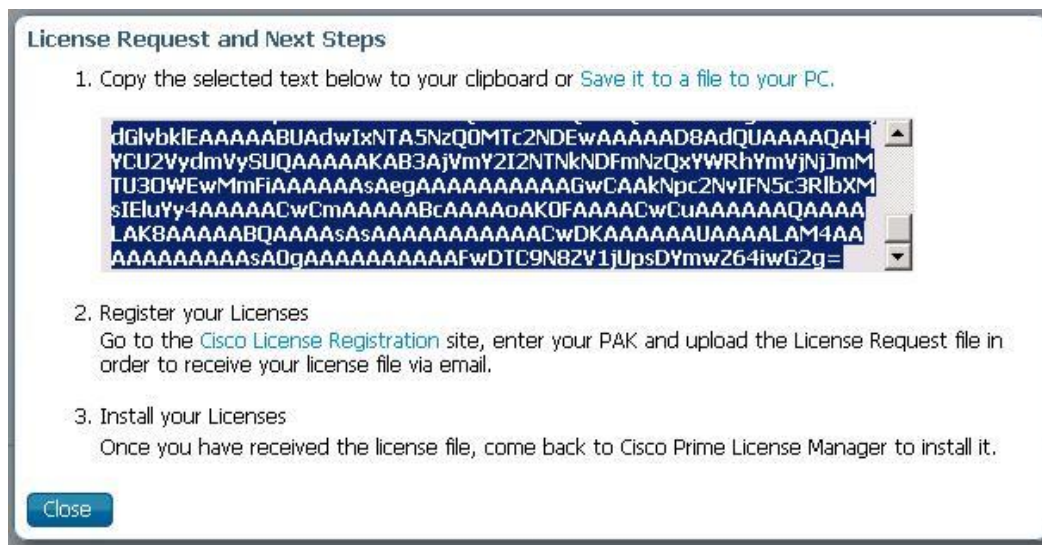 License Request and Next Steps
1. Copy the selected text below to your clipboard or Save it to a file to your PC.
dGlvbklEAAAAABUAdwIxNTA5NzQ0MTc2NDEwAAAAAD8AdQUAAAAQAH
YCU2VydmVySUQAAAAAKAB3AjVmY2I2NTNkNDFmNzQxYWRhYmVjNjJmM
TU3OWEwMmFiAAAAAAsAegAAAAAAAAAAGwCAAkNpc2NvIFN5c3RlbXM
sIEluYy4AAAAACwCmAAAAABcAAAAoAK0FAAAACwCuAAAAAAQAAAA
LAK8AAAAABQAAAAsAsAAAAAAAAAAACwDKAAAAAAUAAAALAM4AA
AAAAAAAAAsA0gAAAAAAAAAAFwDTC9N8ZV1jUpsDYmwZ64iwG2g=
2. Register your Licenses
Go to the Cisco License Registration site, enter your PAK and upload the License Request file in
order to receive your license file via email.
3. Install your Licenses
Once you have received the license file, come back to Cisco Prime License Manager to install it.
Close